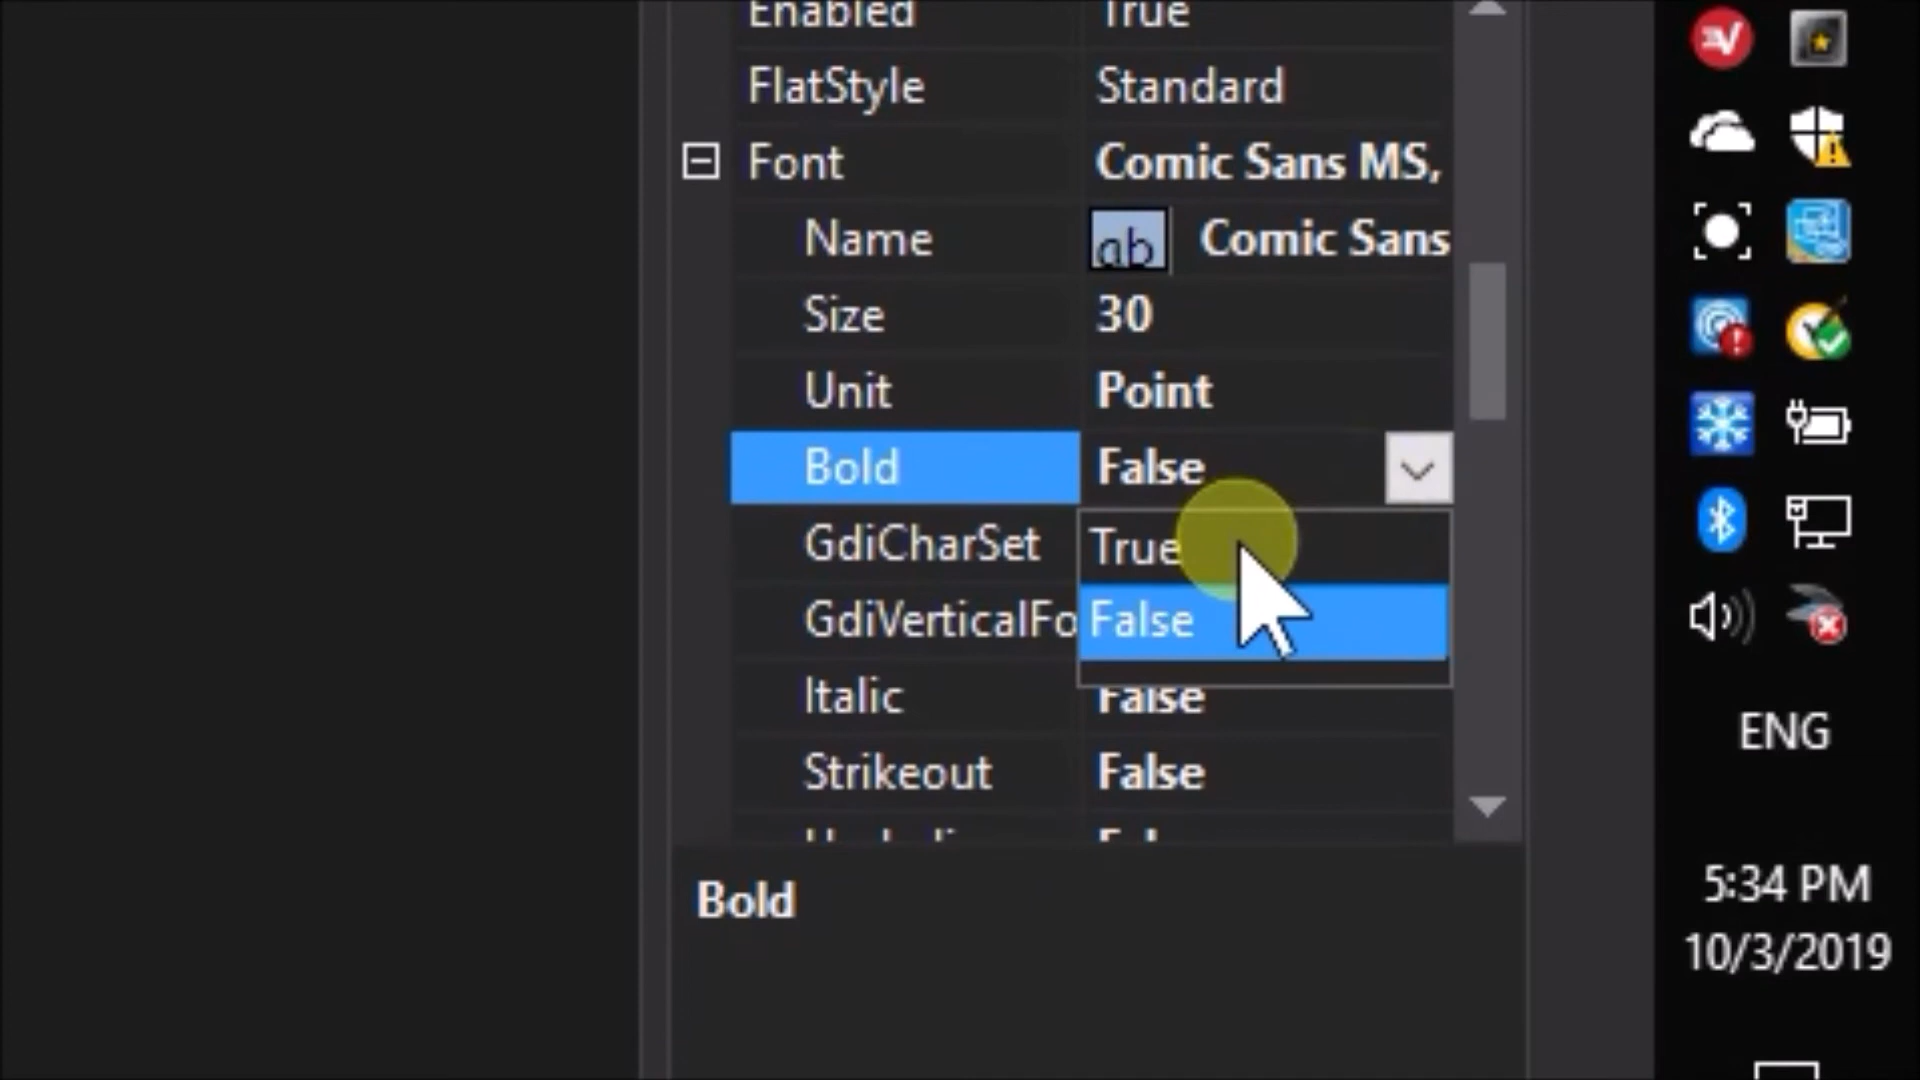 Enabled True
FlatStyle Standard
Font Comic Sans MS,
Name ab Comic Sans
Size 30
Unit Point
Bold False
True
GdiCharSet
False
GdiVerticalFo
Italic False
Strikeout False
Bold
ENG
5:34 PM
10/3/2019